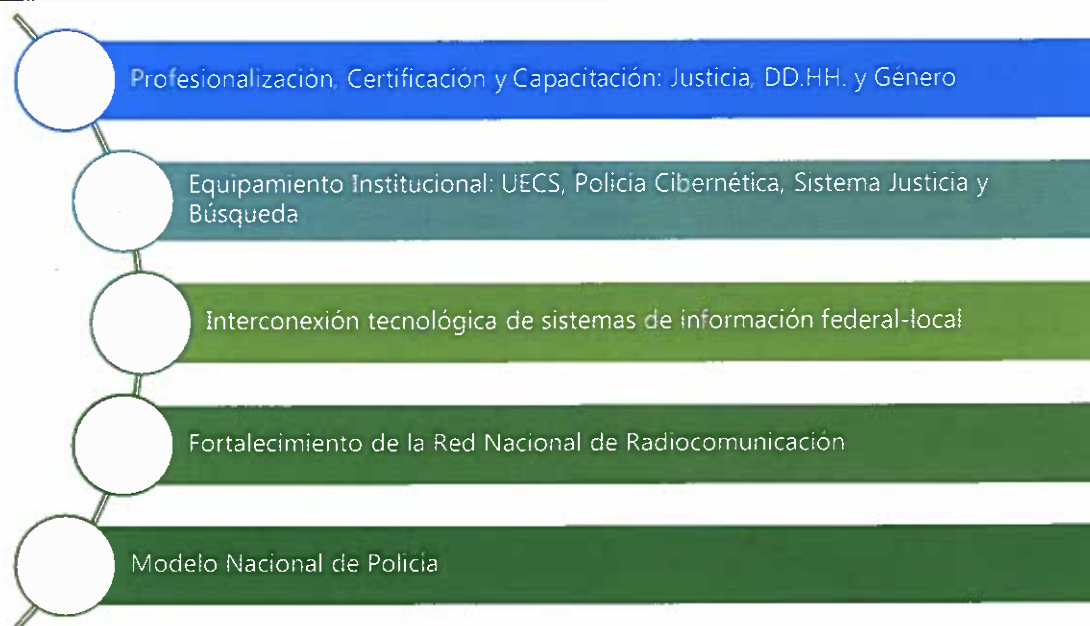 Profesionalización, Certificación y Capacitación: Justicia, DD.HH. y Género
Equipamiento Institucional: UECS, Policía Cibernética, Sistema Justicia y
Búsqueda
Interconexión tecnológica de sistemas de información federal-local
Fortalecimiento de la Red Nacional de Radiocomunicación
Modelo Nacional de Policía